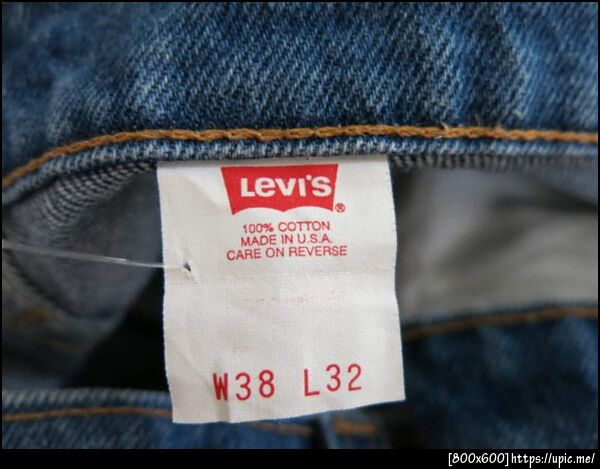 LEVI'S ®
100% COTTON
MADE IN U.S.A.
CARE ON REVERSE
W38 L32
[800x600]https://upic.me/